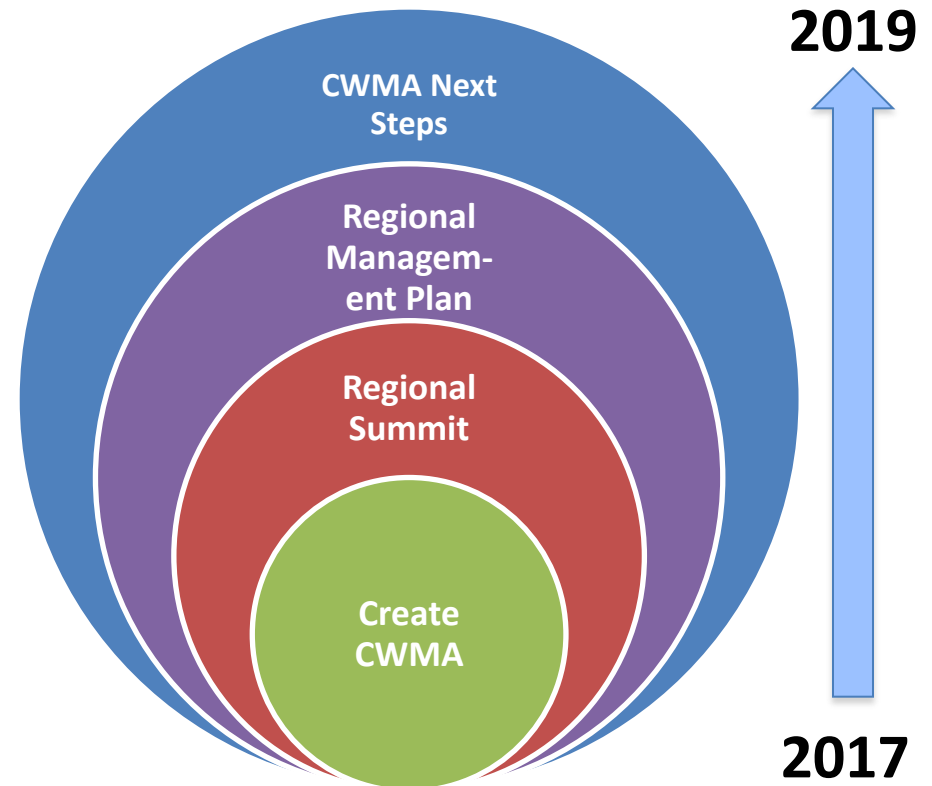 2019
CWMA Next
Steps
Regional
Managem-
ent Plan
Regional
Summit
Create
CWMA
2017